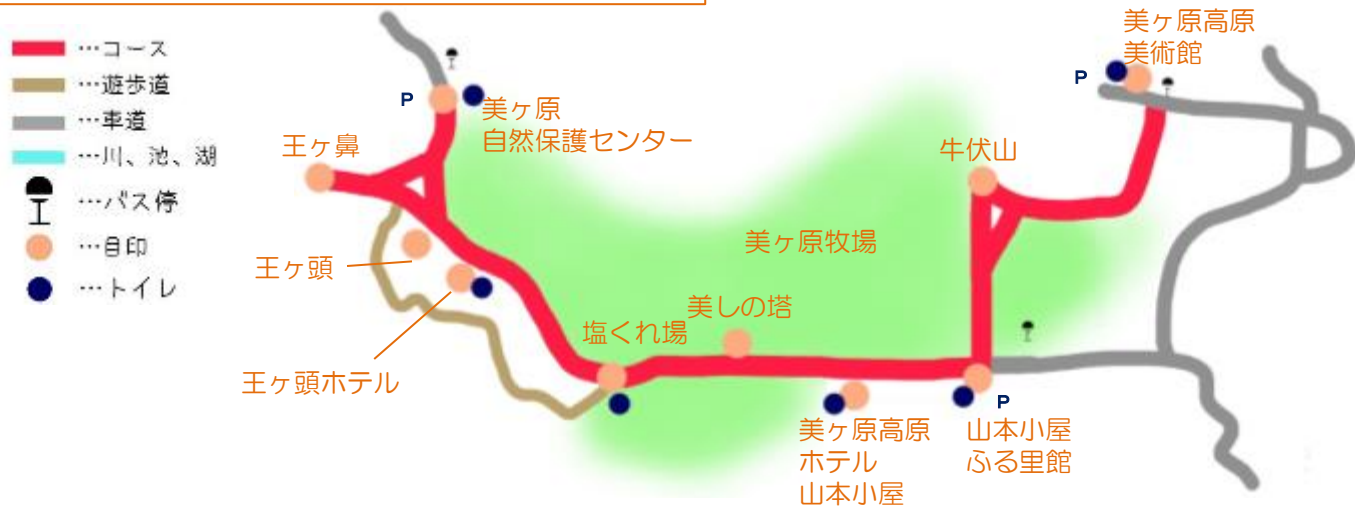 …コース
…遊歩道
…車道
…川、池、湖
…バス停
…目印
…トイレ
美ヶ原高原
美術館
P
P
美ヶ原
自然保護センター
王ヶ鼻
牛伏山
美ヶ原牧場
王ヶ頭
美しの塔
塩くれ場
王ヶ頭ホテル
P
美ヶ原高原
ホテル
山本小屋
山本小屋
ふる里館